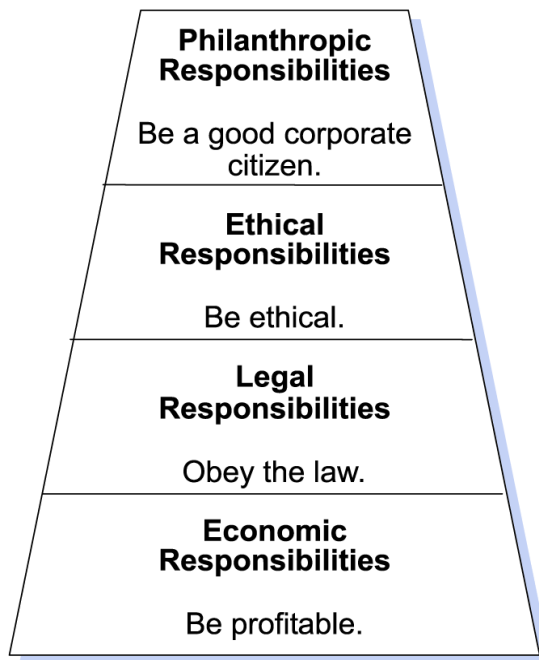 Philanthropic
Responsibilities
Be a good corporate
citizen.
Ethical
Responsibilities
Be ethical.
Legal
Responsibilities
Obey the law.
Economic
Responsibilities
Be profitable.